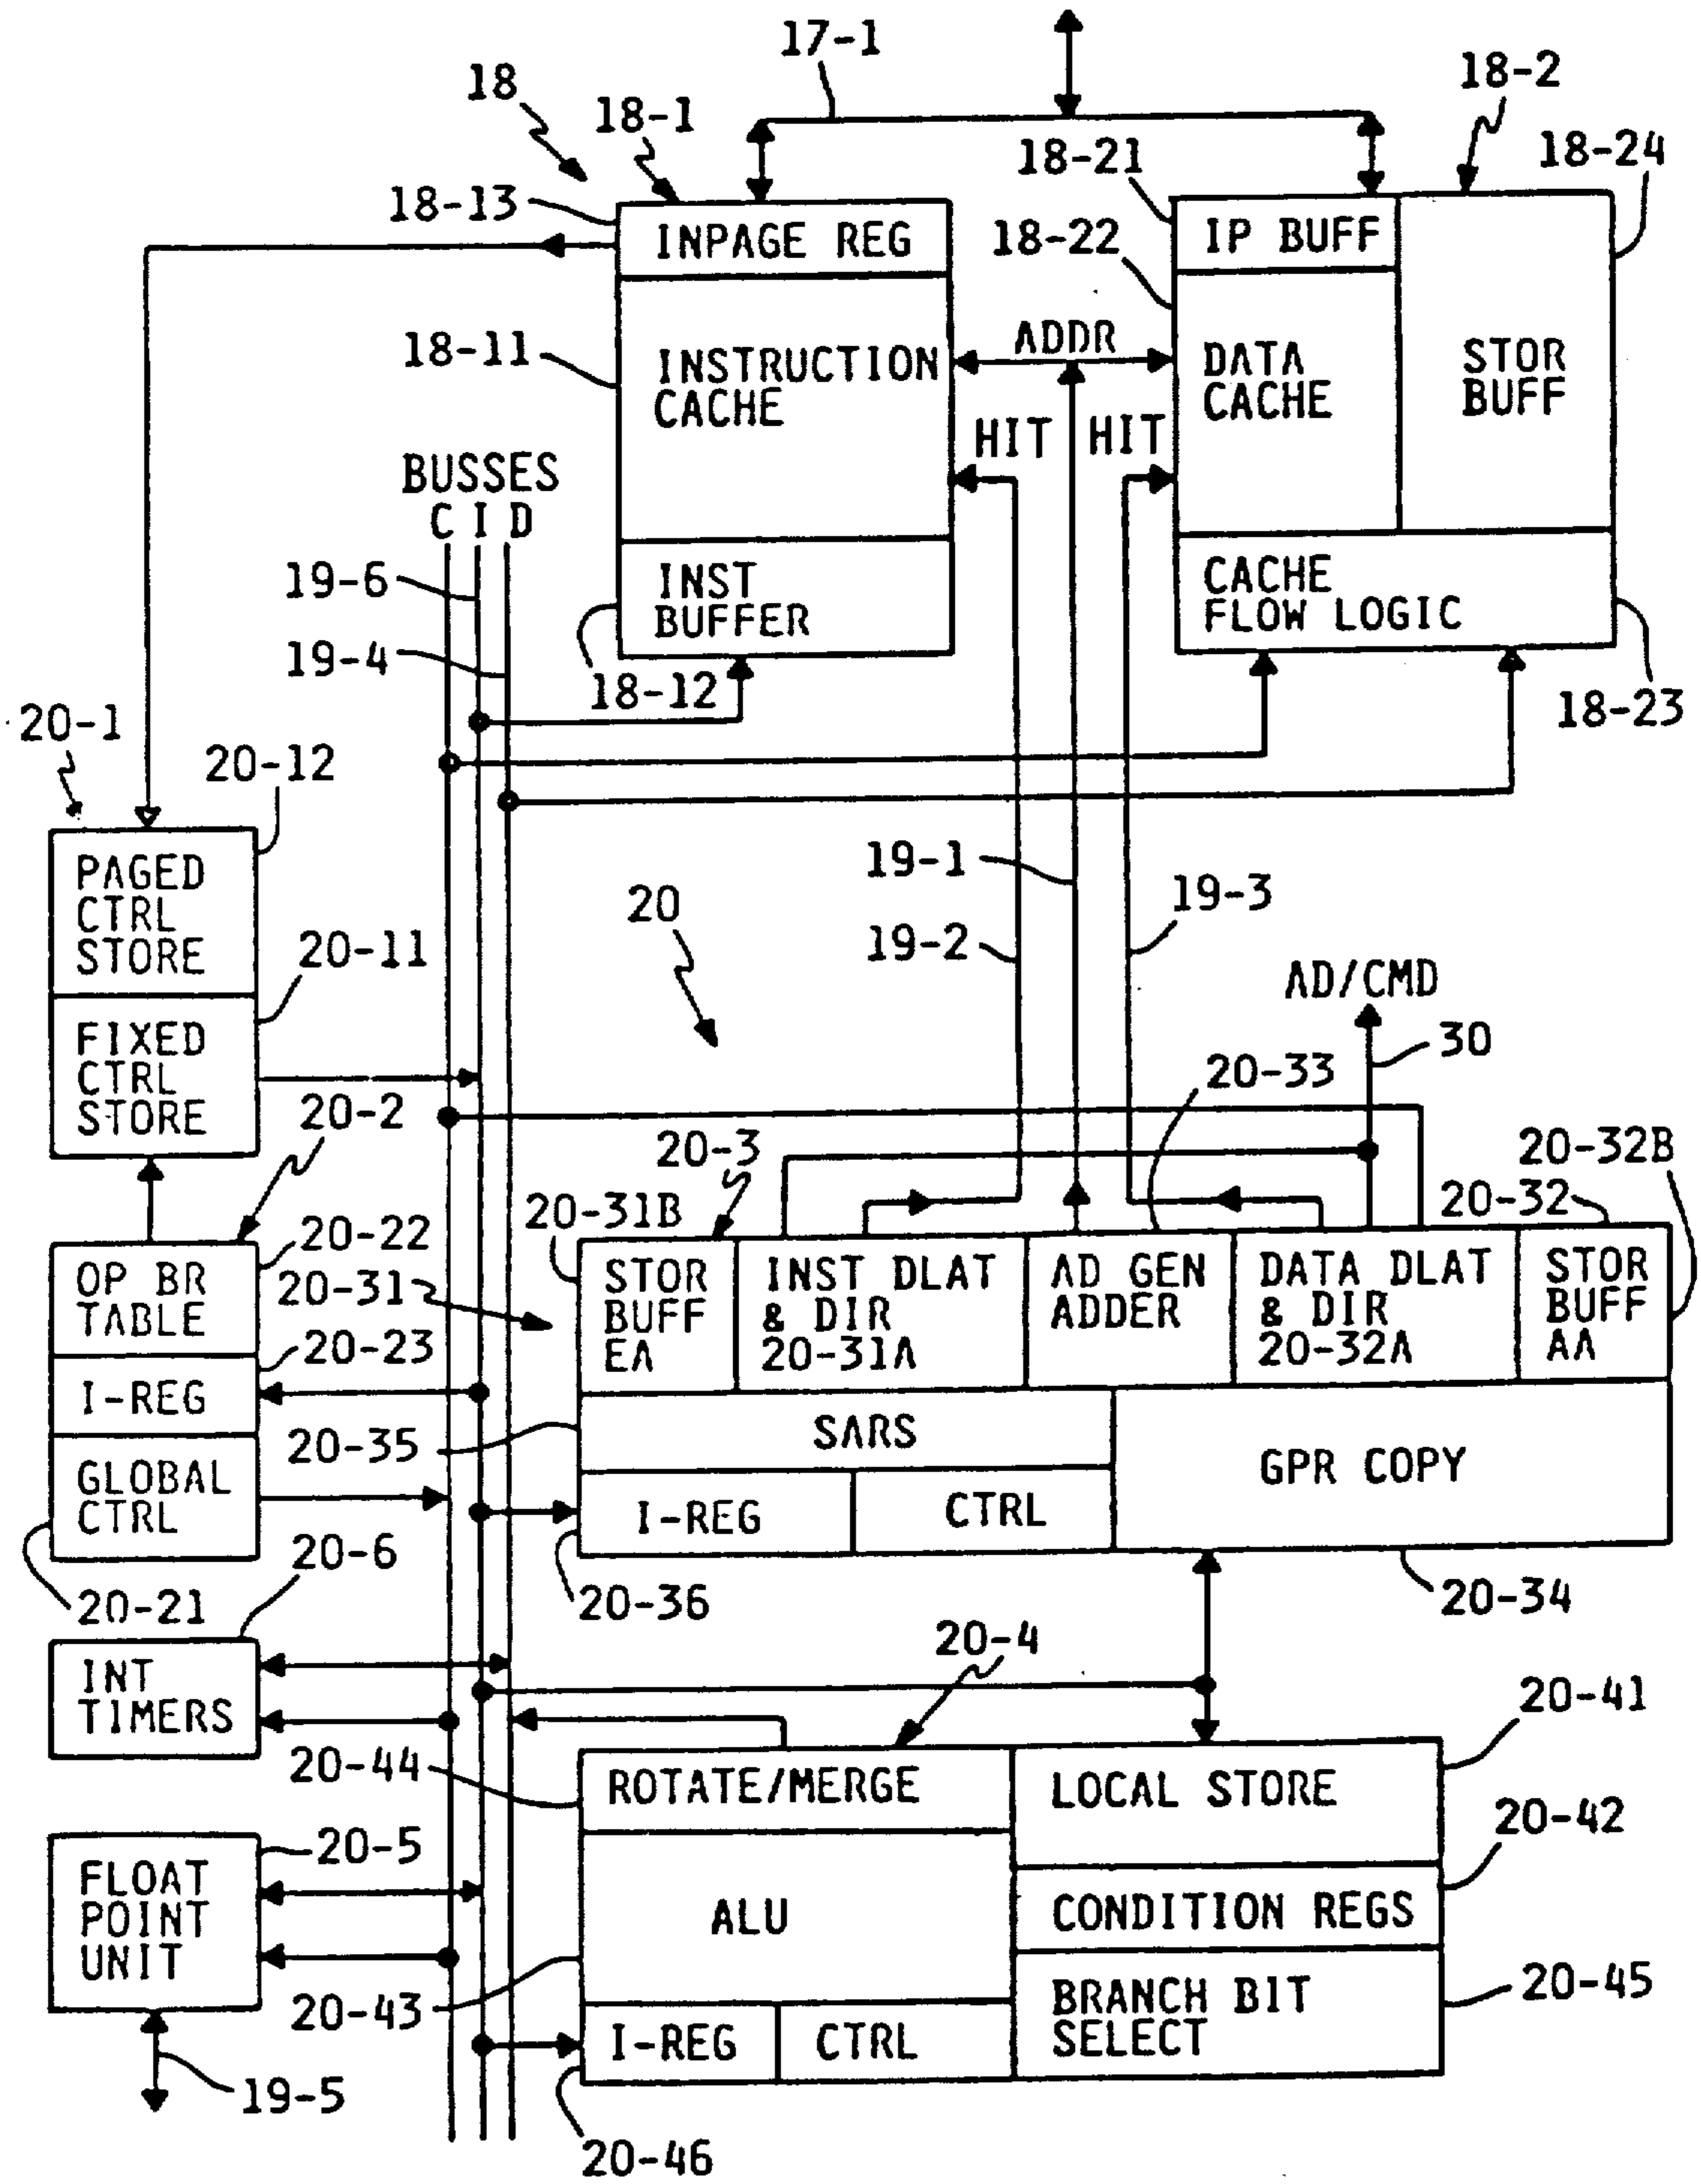 17-1
18
18-1
18-2
18-21
18-24
18-13
INPAGE REG
18-22
IP BUFF
18-11
INSTRUCTION
CACHE
ADDR
DATA
CACHE
STOR
BUFF
HIT
HIT
BUSSES
C I D
19-6
INST
BUFFER
CACHE
FLOW LOGIC
19-4
18-12
18-23
20-1
20-12
PAGED
CTRL
STORE
20-11
FIXED
CTRL
STORE
19-1
20
19-3
19-2
AD/CMD
30
20-33
20-2
20-3
20-32B
20-32
20-31B
20-22
OP BR
TABLE
20-31
STOR
BUFF
EA
INST DLAT
& DIR
20-31A
AD GEN
ADDER
DATA DLAT
& DIR
20-32A
STOR
BUFF
AA
20-23
I-REG
20-35
SARS
GPR COPY
GLOBAL
CTRL
I-REG
CTRL
20-6
20-21
20-36
20-34
20-4
INT
TIMERS
20-41
20-44
ROTATE/MERGE
LOCAL STORE
20-42
20-5
FLOAT
POINT
UNIT
ALU
CONDITION REGS
20-43
BRANCH BIT
SELECT
20-45
I-REG
CTRL
19-5
20-46